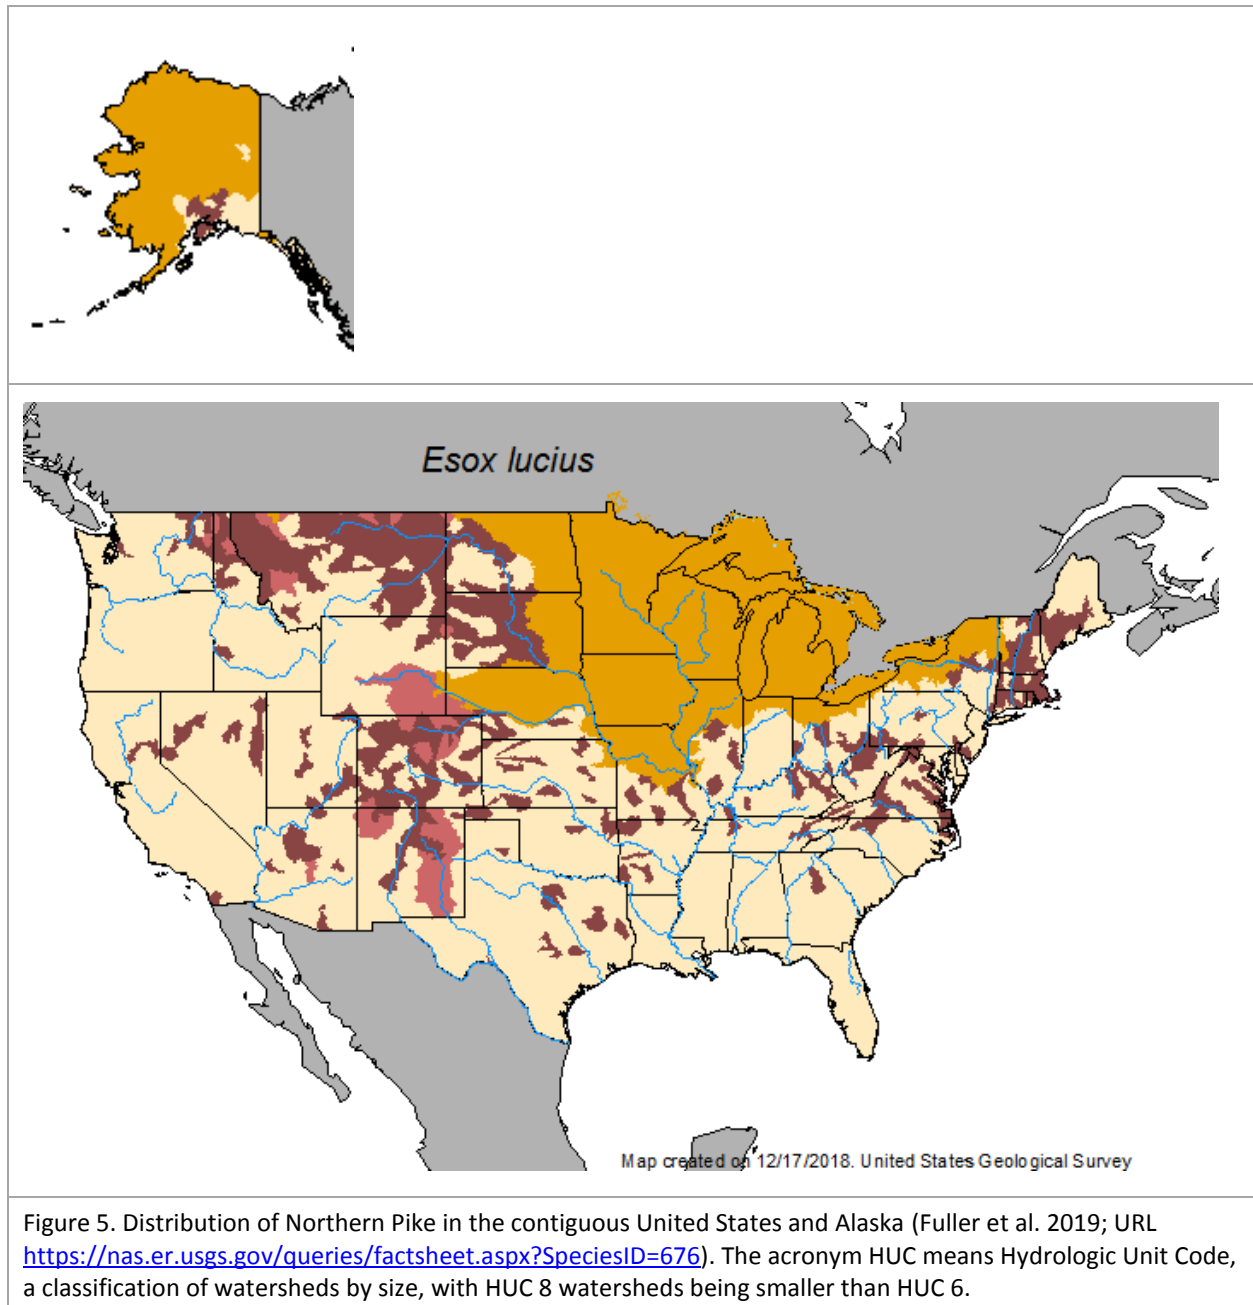 Esox lucius
Map created on 12/17/2018. United States Geological Survey
Figure 5. Distribution of Northern Pike in the contiguous United States and Alaska (Fuller et al. 2019; URL
https://nas.er.usgs.gov/queries/factsheet.aspx?SpeciesID=676). The acronym HUC means Hydrologic Unit Code,
a classification of watersheds by size, with HUC 8 watersheds being smaller than HUC 6.